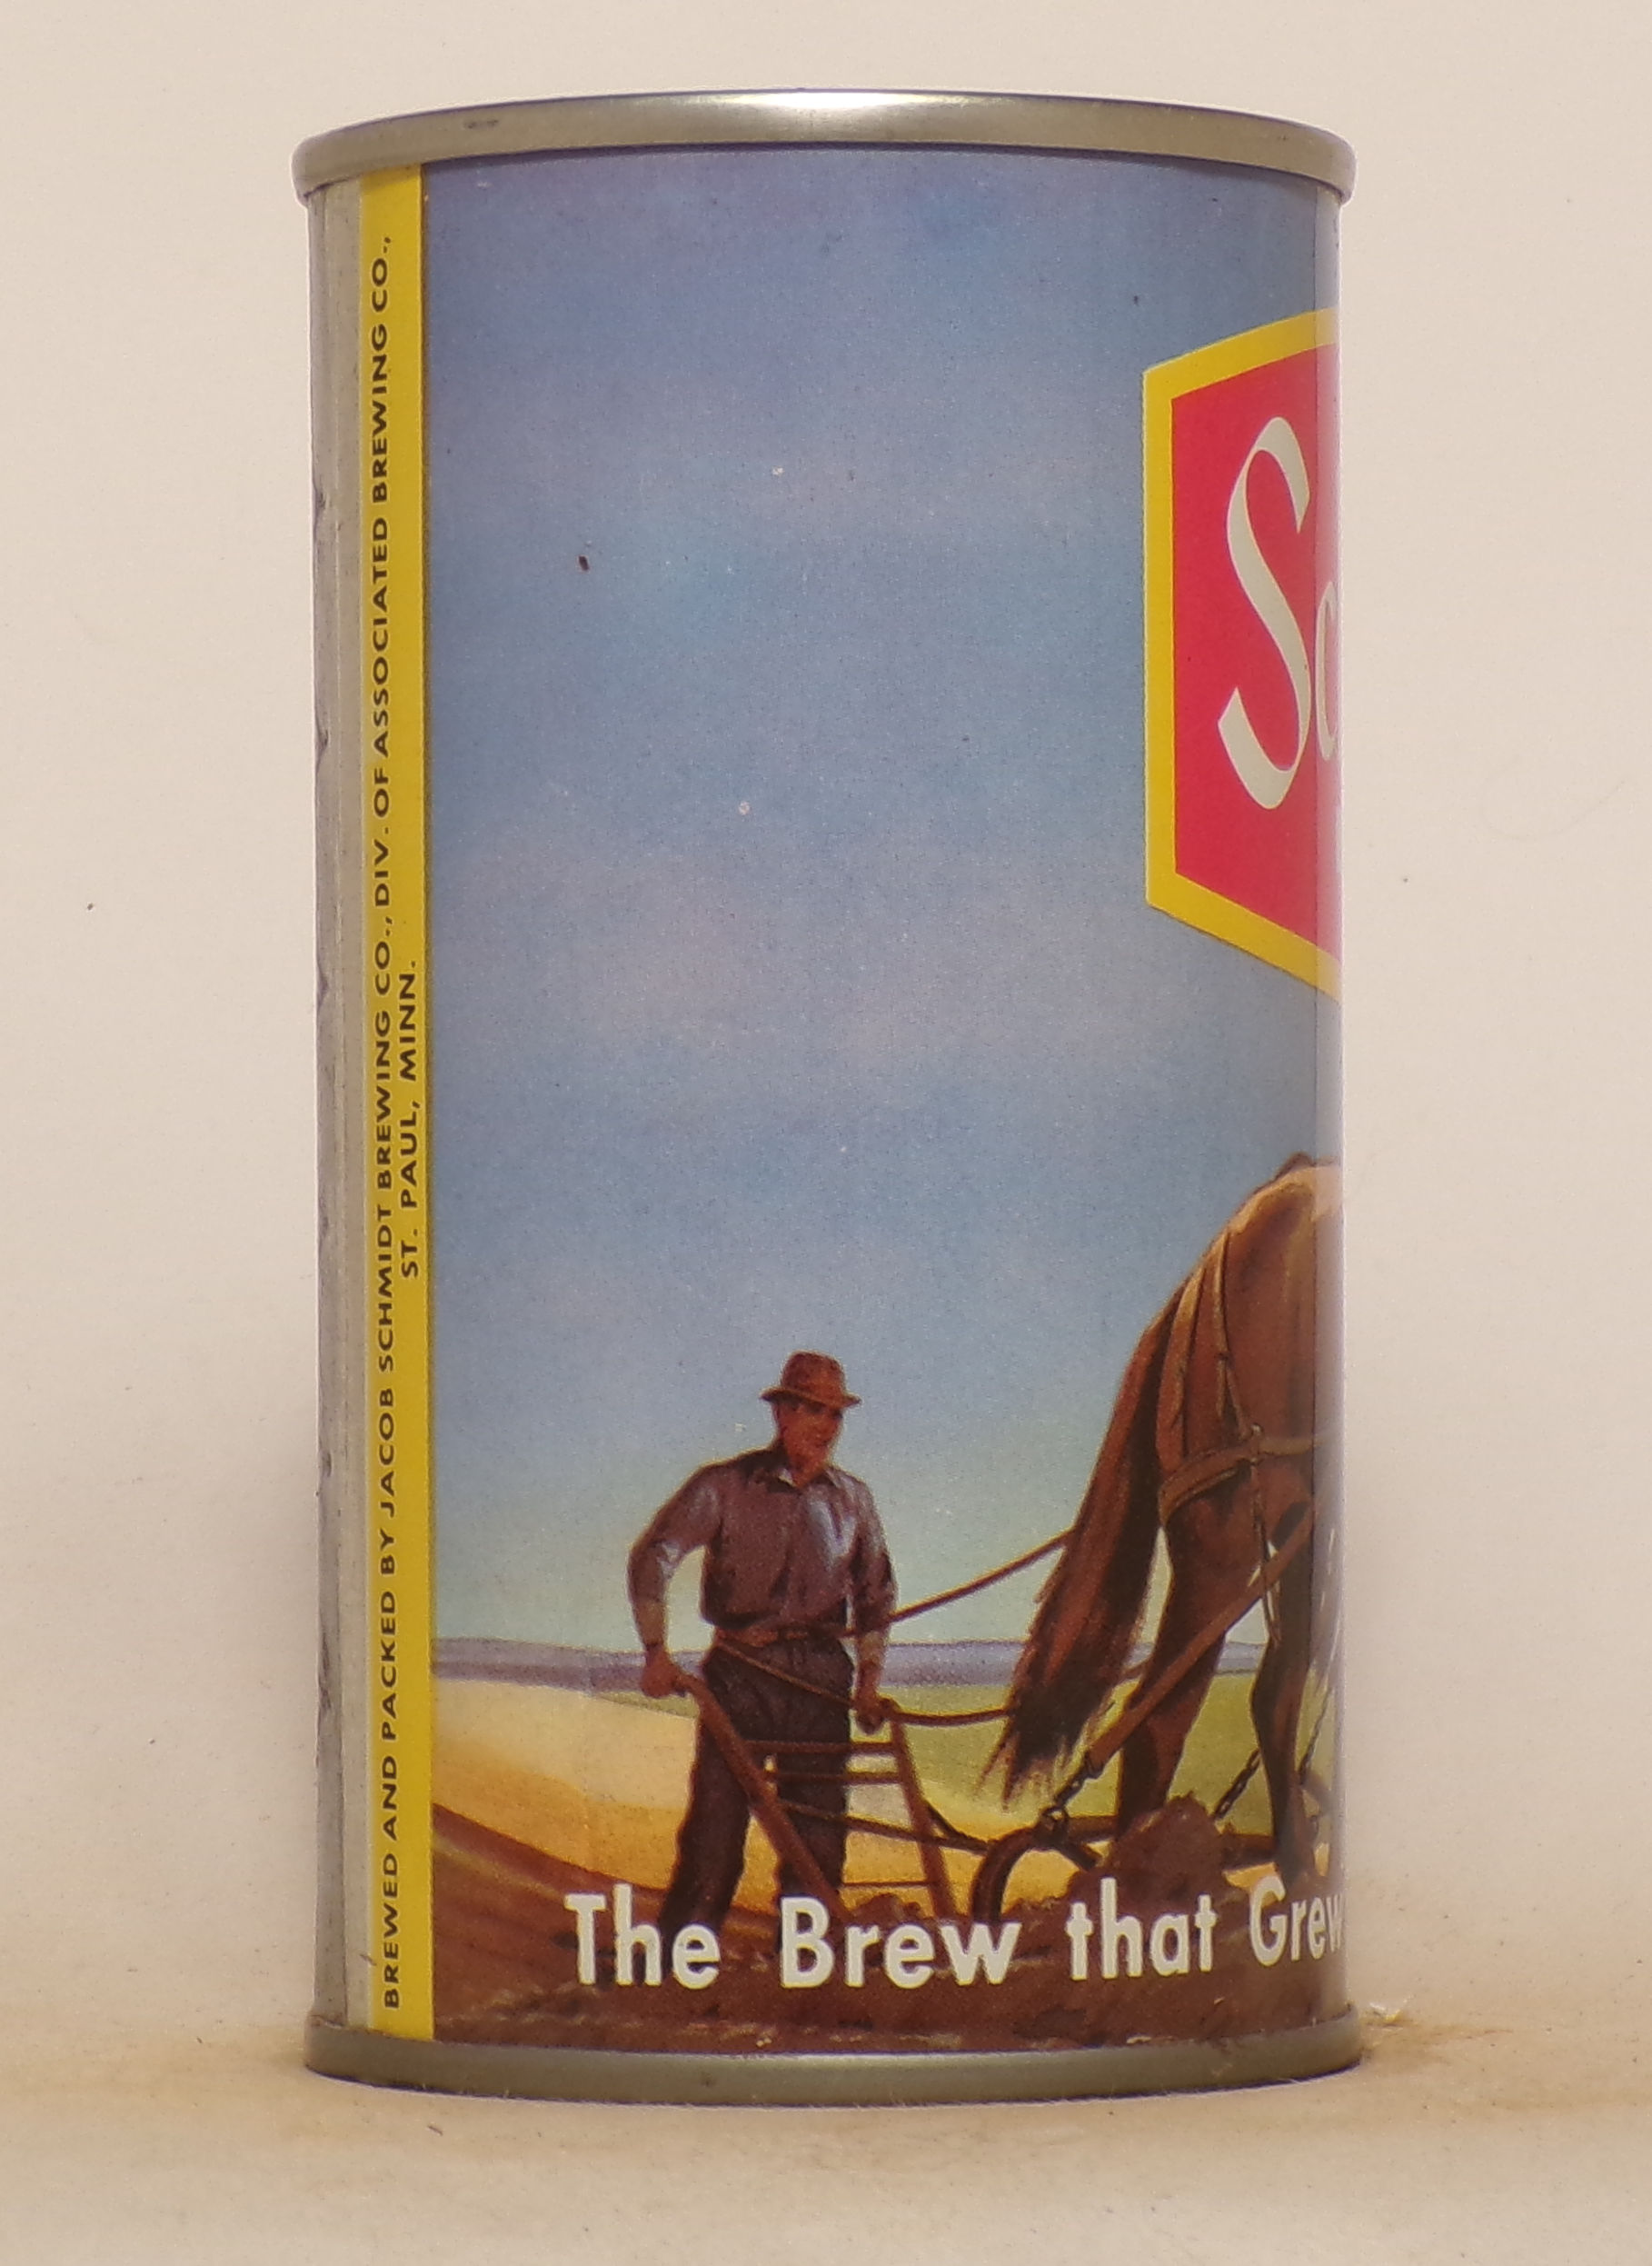 BREWED AND PACKED BY JACOB SCHMIDT BREWING CO., DIV. OF ASSOCIATED BREWING CO.,
ST. PAUL, MINN.
Sc
The Brew that Grew